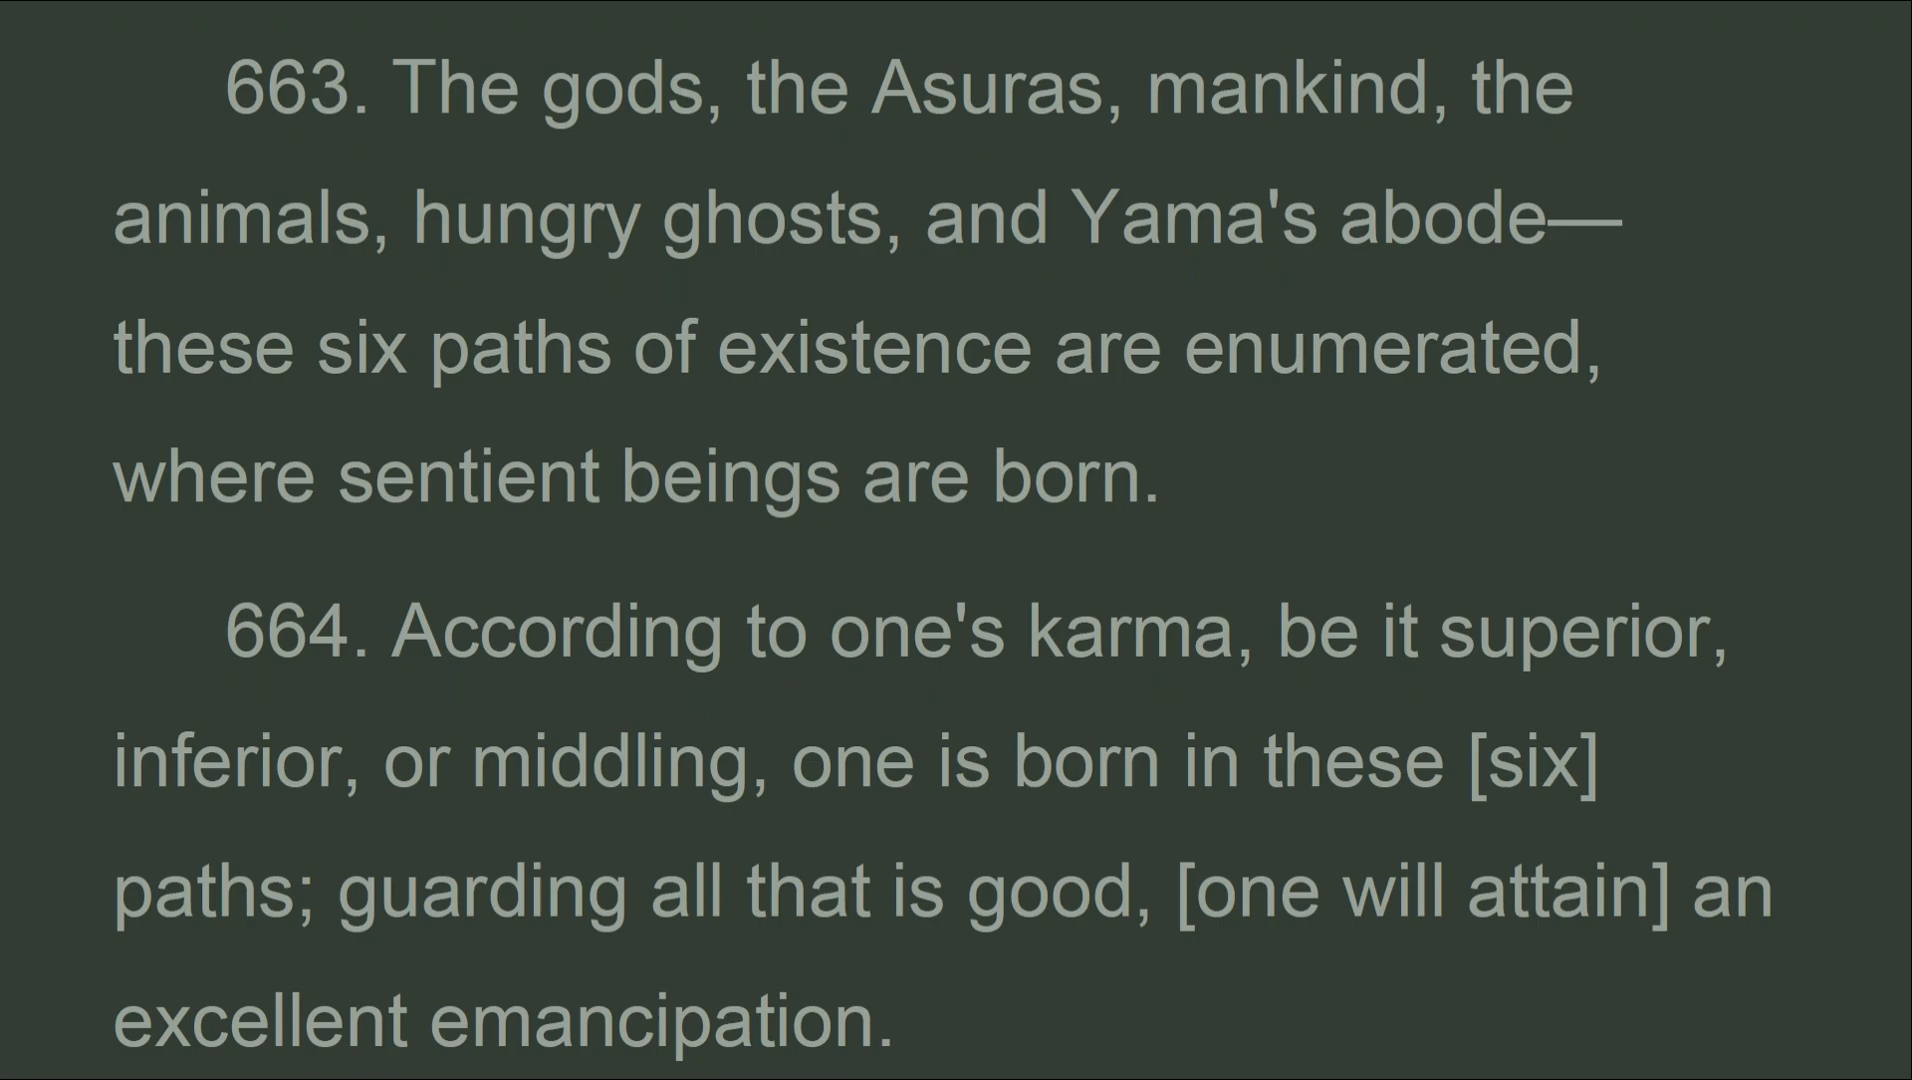 663. The gods, the Asuras, mankind, the
animals, hungry ghosts, and Yama's abode—
these six paths of existence are enumerated,
where sentient beings are born.
664. According to one's karma, be it superior,
inferior, or middling, one is born in these [six]
paths; guarding all that is good, [one will attain] an
excellent emancipation.